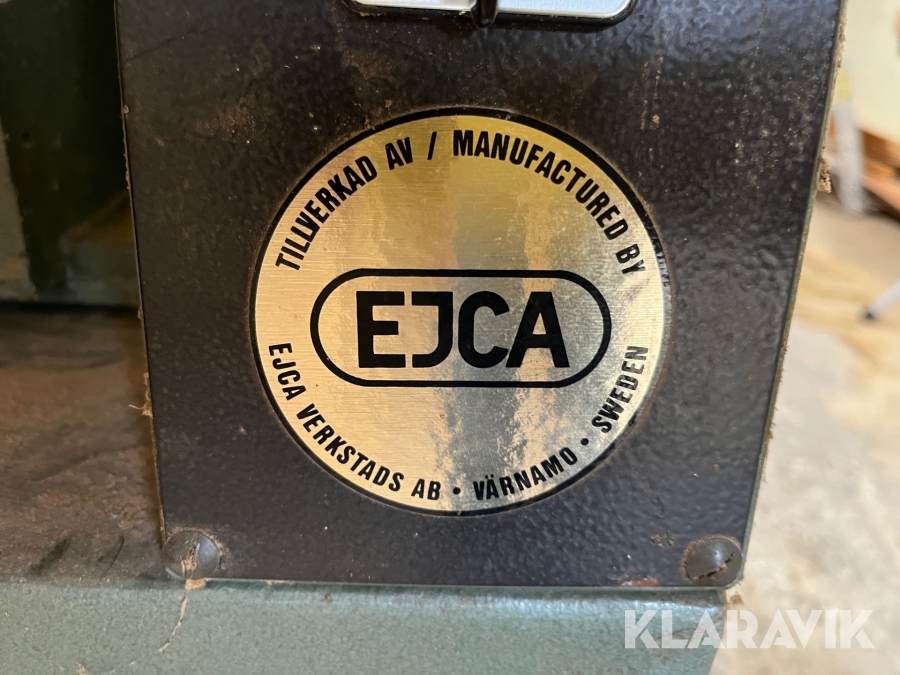 TILLVERKAD AV / MANUFACTURED BY
EJCA
EJCA VERKSTADS AB • VÄRNAMO • SWEDEN
KLARAVIK